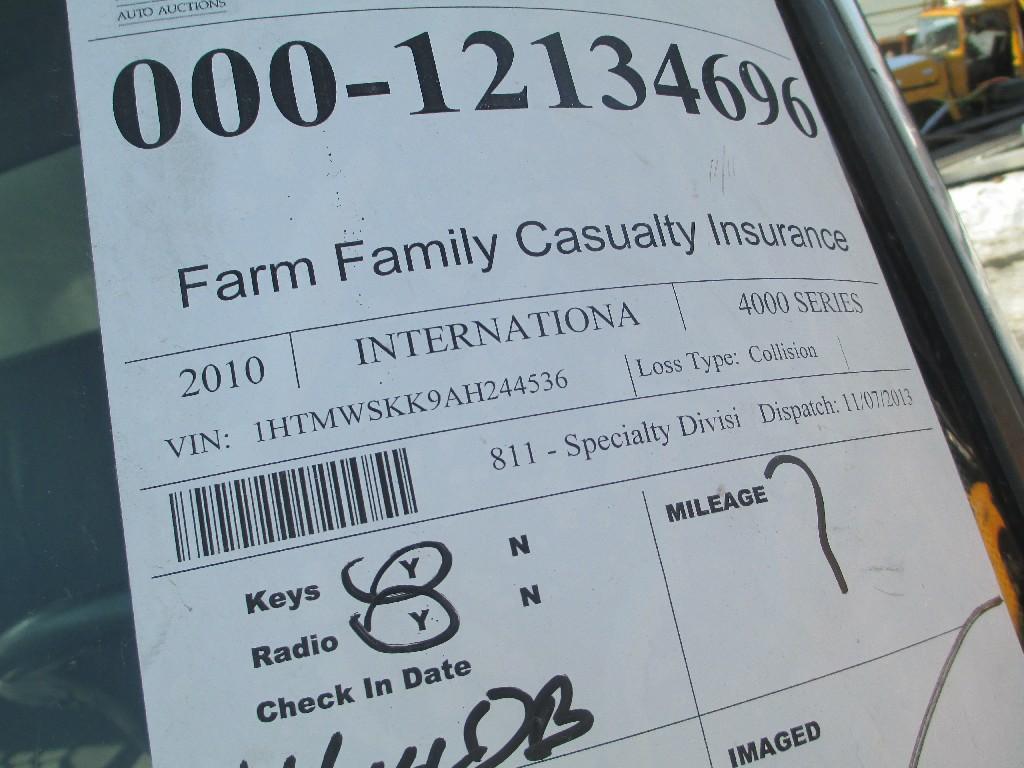 AUTO AUCTIONS
000-12134696
Farm Family Casualty Insurance
2010 INTERNATIONA 4000 SERIES
VIN: 1HTMWSKK9AH244536 Loss Type: Collision
811 - Specialty Divisi Dispatch: 11/07/2013
Keys Y N
MILEAGE
Radio Y N
Check In Date
IMAGED